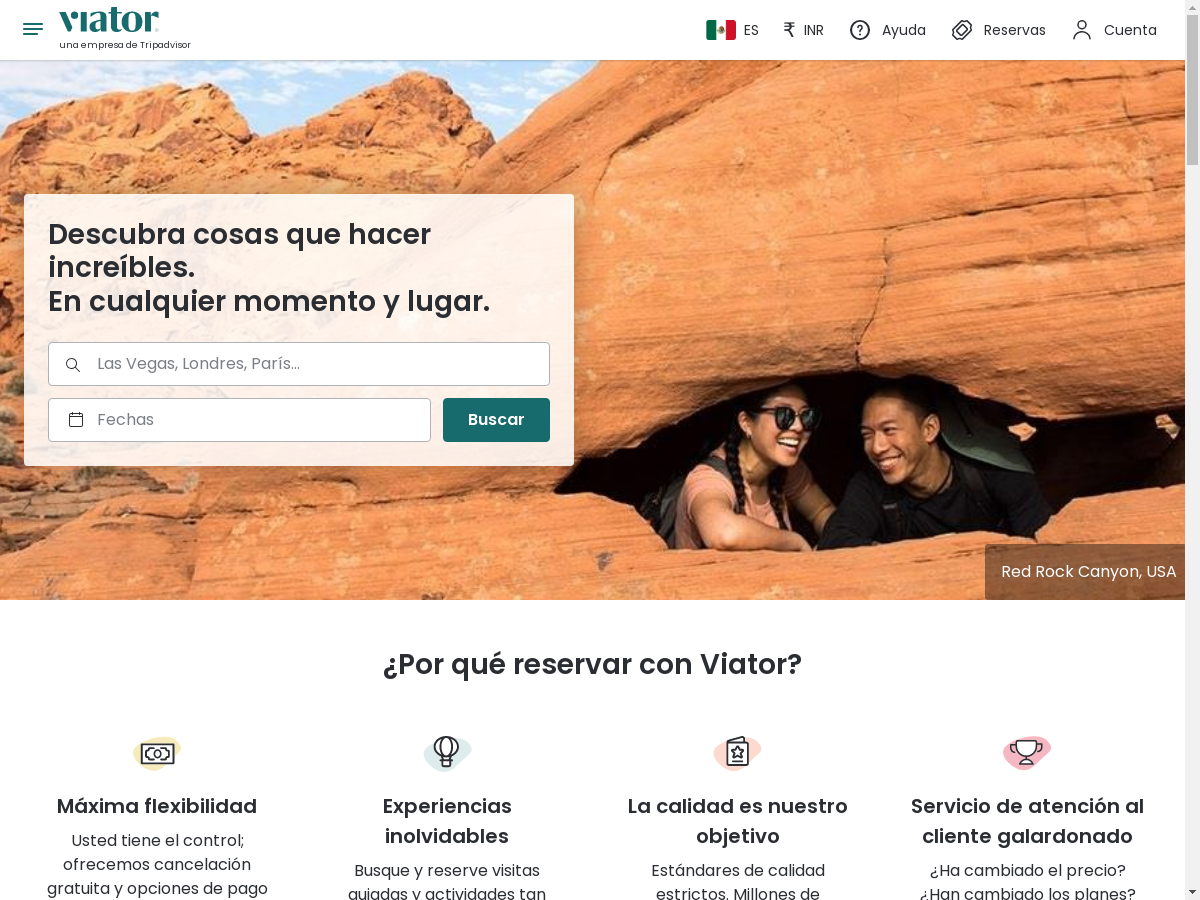 viator
una empresa de Tripadvisor
ES
₹ INR
Ayuda
Reservas
Cuenta
Descubra cosas que hacer
increíbles.
En cualquier momento y lugar.
Las Vegas, Londres, París...
Fechas
Buscar
Red Rock Canyon, USA
¿Por qué reservar con Viator?
Máxima flexibilidad
Usted tiene el control;
ofrecemos cancelación
gratuita y opciones de pago
Experiencias
inolvidables
Busque y reserve visitas
guiadas y actividades tan
La calidad es nuestro
objetivo
Estándares de calidad
estrictos. Millones de
Servicio de atención al
cliente galardonado
¿Ha cambiado el precio?
¿Han cambiado los planes?